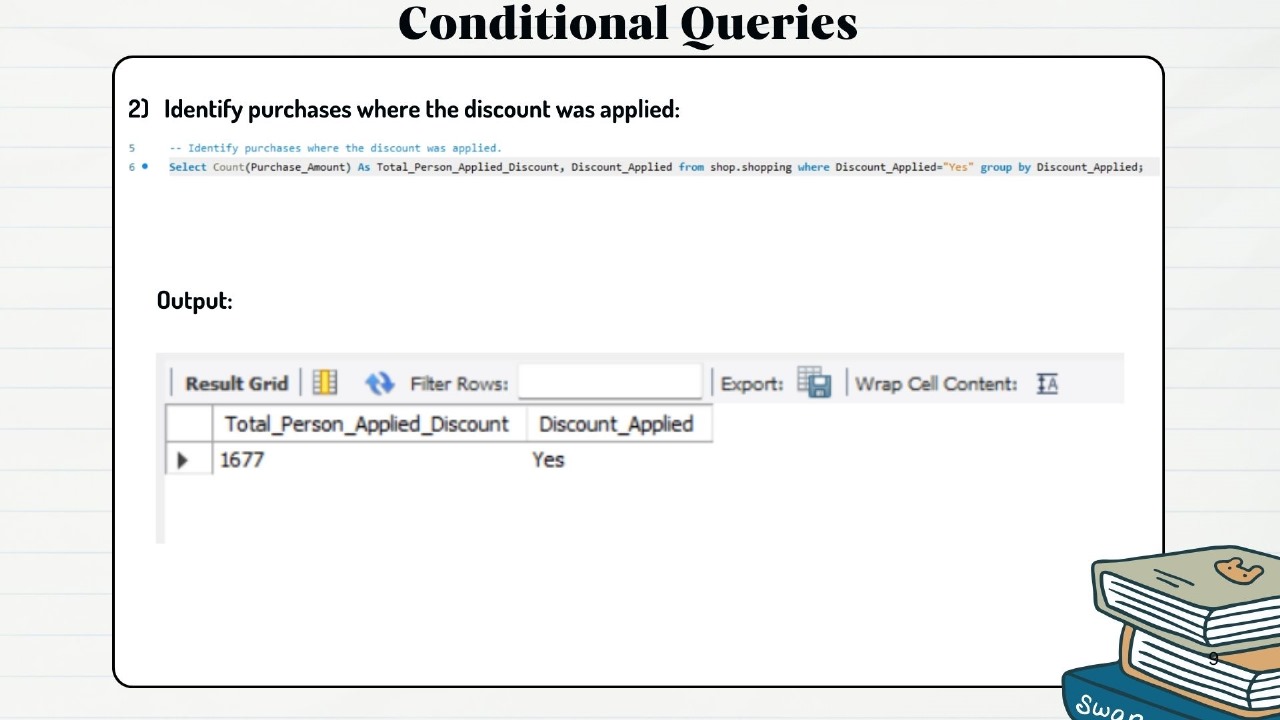 Conditional Queries
2) Identify purchases where the discount was applied:
5 -- Identify purchases where the discount was applied.
6 Select Count(Purchase_Amount) As Total_Person_Applied_Discount, Discount_Applied from shop.shopping where Discount_Applied="Yes" group by Discount_Applied;
Output:
Result Grid Filter Rows: Export: Wrap Cell Content: IA
Total_Person_Applied_Discount Discount_Applied
1677 Yes
9